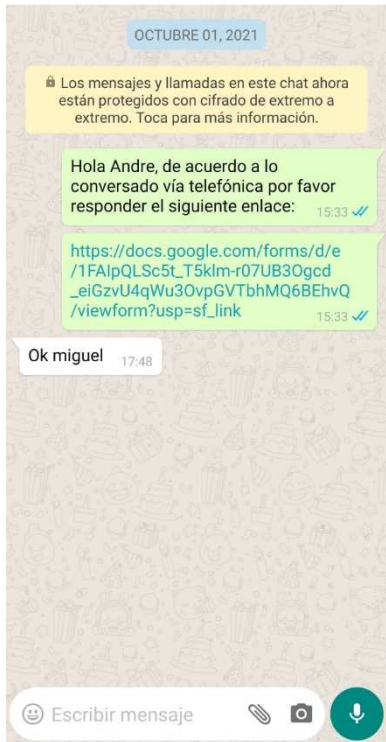 OCTUBRE 01, 2021
Los mensajes y llamadas en este chat ahora
están protegidos con cifrado de extremo a
extremo. Toca para más información.
Hola Andre, de acuerdo a lo
conversado vía telefónica por favor
responder el siguiente enlace:
15:33
https://docs.google.com/forms/d/e
/1FAIpQLSc5t_T5klm-r07UB3Ogcd
_eiGzvU4qWu3OvpGVTbhMQ6BEhvQ
/viewform?usp=sf_link
15:33
Ok miguel
17:48
Escribir mensaje